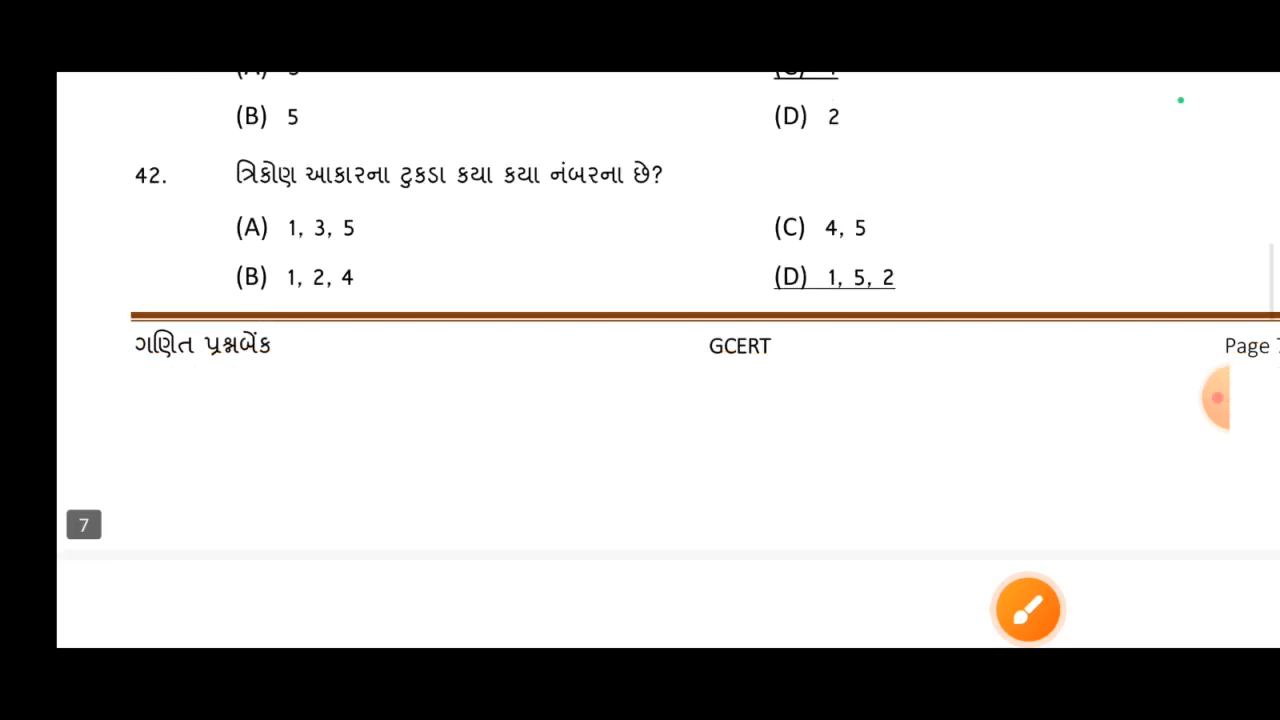 (B) 5 (D) 2
42. ત્રિકોણ આકારના ટુકડા કયા કયા નંબરના છે?
(A) 1, 3, 5 (C) 4, 5
(B) 1, 2, 4 (D) 1, 5, 2
ગણિત પ્રશ્નબેંક GCERT Page
7